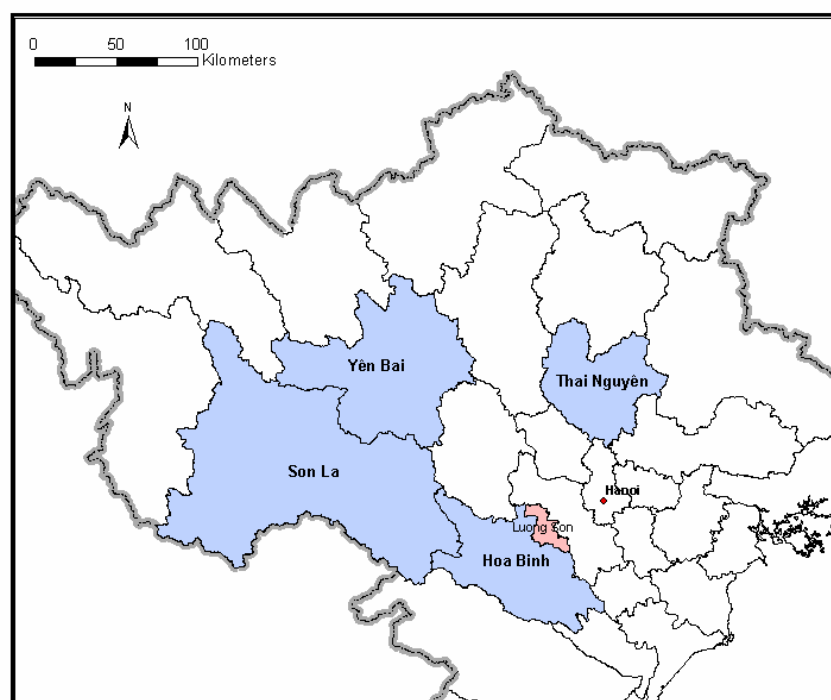 0 50 100
Kilometers
N
Yên Bai
Thai Nguyên
Son La
Hanoi
Luong Son
Hoa Binh